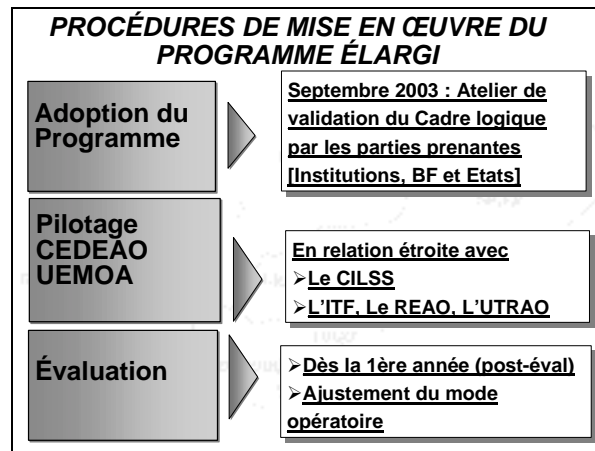 PROCÉDURES DE MISE EN ŒUVRE DU
PROGRAMME ÉLARGI
Adoption du
Programme
Septembre 2003 : Atelier de
validation du Cadre logique
par les parties prenantes
[Institutions, BF et Etats]
Pilotage
CEDEAO
UEMOA
En relation étroite avec
➢Le CILSS
➢L'ITF, Le REAO, L'UTRAO
Évaluation
➢Dès la 1ère année (post-éval)
➢Ajustement du mode
opératoire